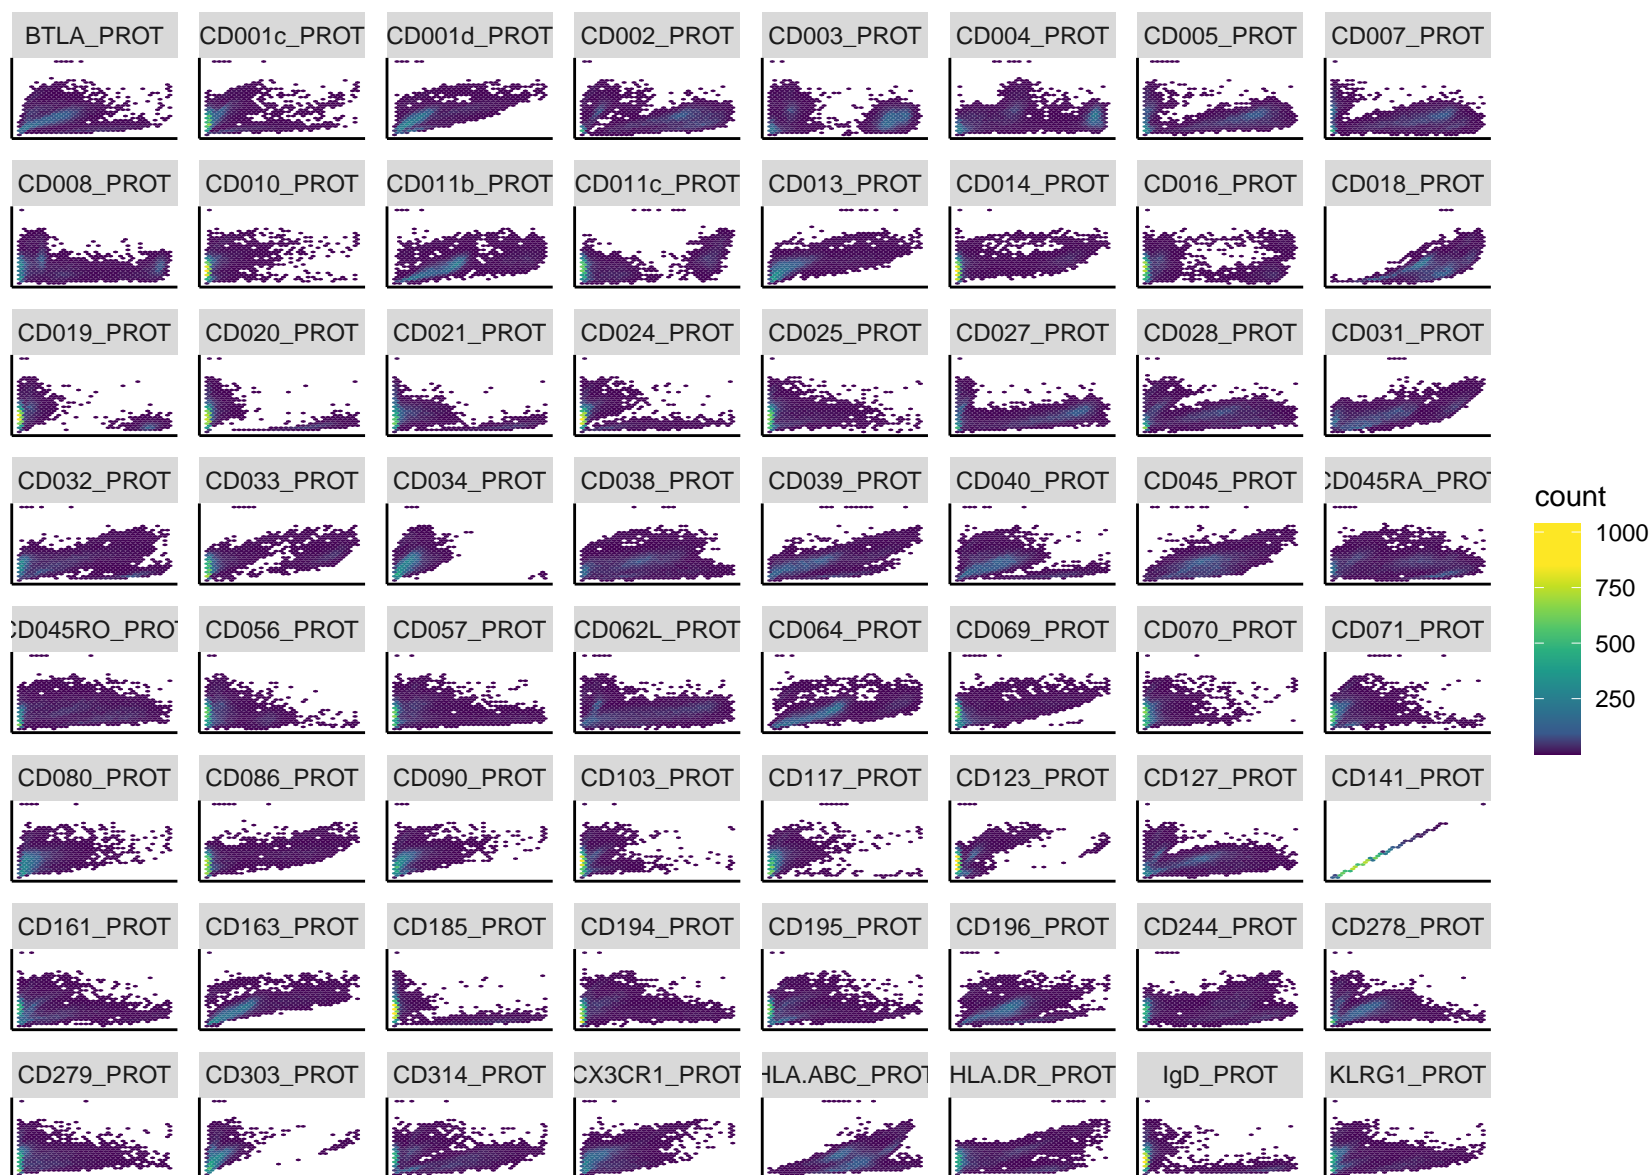 BTLA_PROT CD001c_PROT CD001d_PROT CD002_PROT CD003_PROT CD004_PROT CD005_PROT CD007_PROT
CD008_PROT CD010_PROT CD011b_PROT CD011c_PROT CD013_PROT CD014_PROT CD016_PROT CD018_PROT
CD019_PROT CD020_PROT CD021_PROT CD024_PROT CD025_PROT CD027_PROT CD028_PROT CD031_PROT
CD032_PROT CD033_PROT CD034_PROT CD038_PROT CD039_PROT CD040_PROT CD045_PROT CD045RA_PROT
CD045RO_PROT CD056_PROT CD057_PROT CD062L_PROT CD064_PROT CD069_PROT CD070_PROT CD071_PROT
CD080_PROT CD086_PROT CD090_PROT CD103_PROT CD117_PROT CD123_PROT CD127_PROT CD141_PROT
CD161_PROT CD163_PROT CD185_PROT CD194_PROT CD195_PROT CD196_PROT CD244_PROT CD278_PROT
CD279_PROT CD303_PROT CD314_PROT CX3CR1_PROT HLA.ABC_PROT HLA.DR_PROT IgD_PROT KLRG1_PROT
count
1000
750
500
250